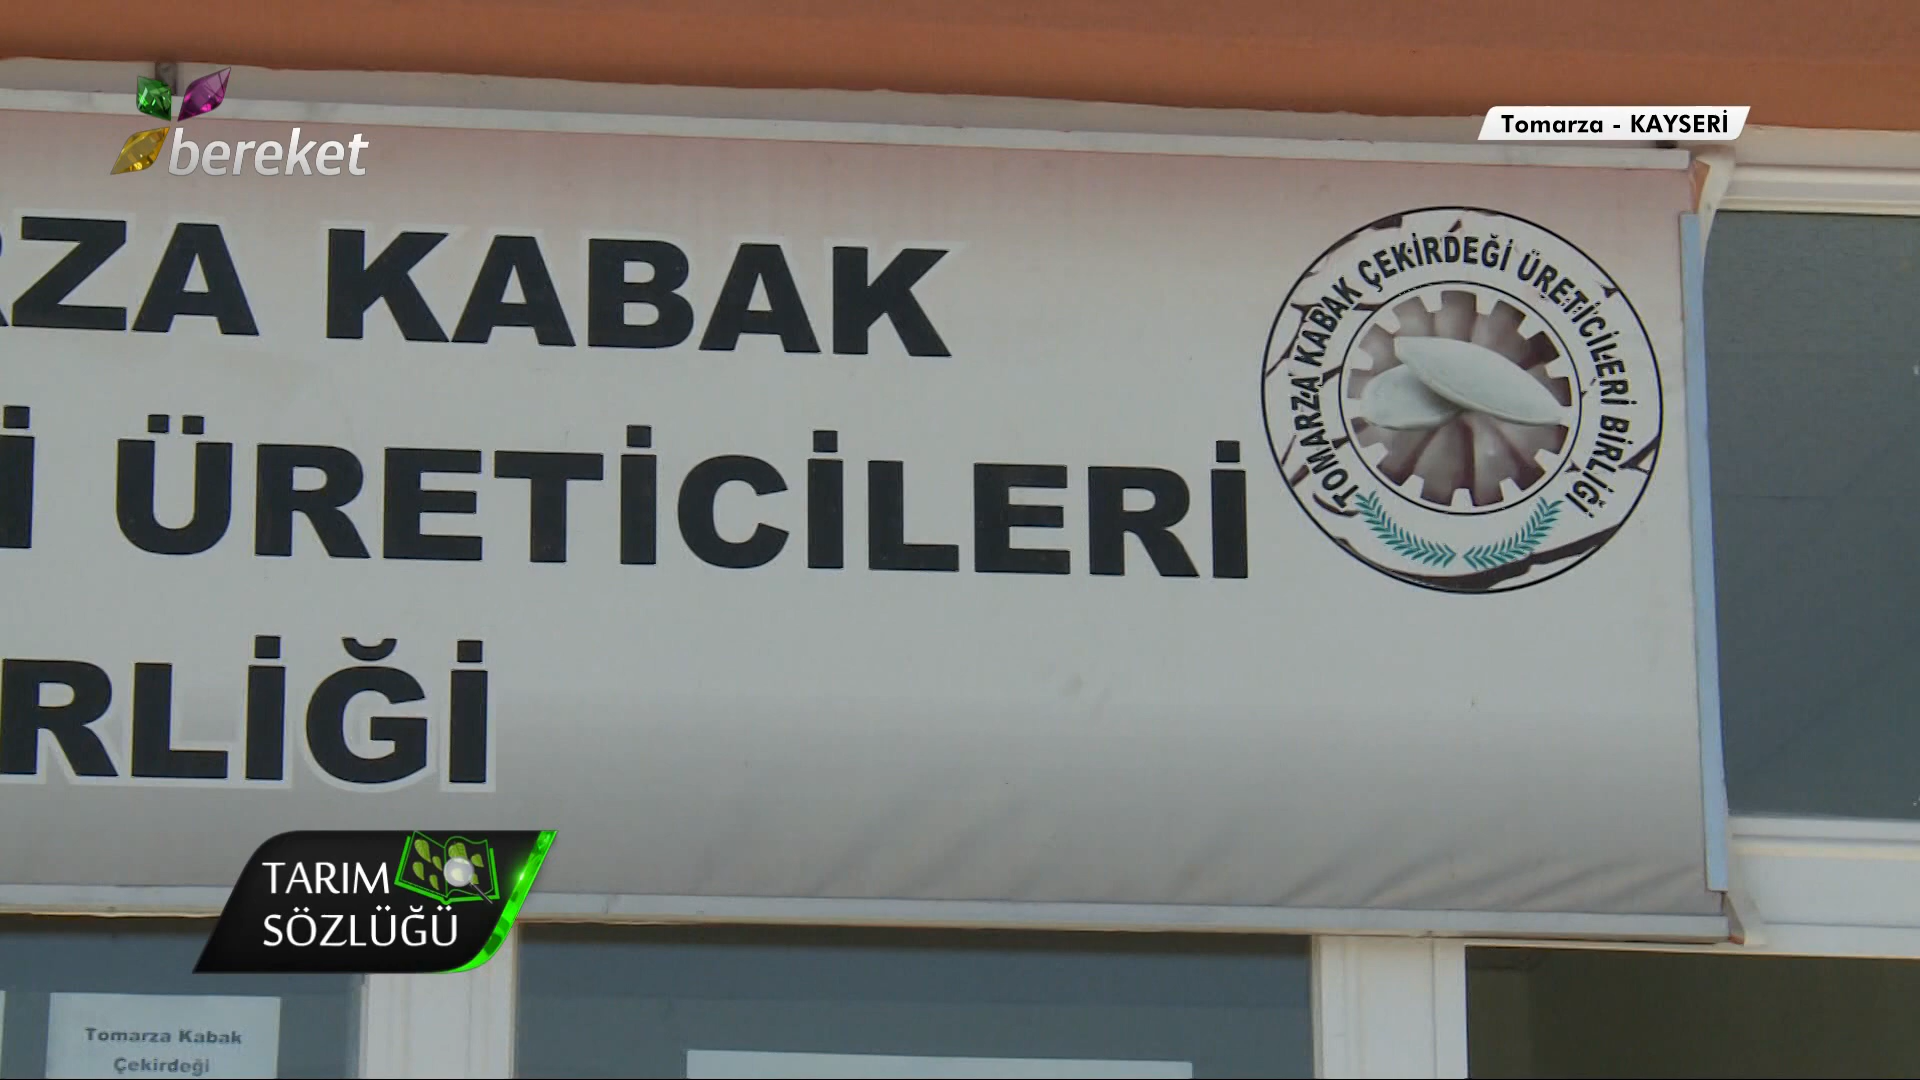 bereket
Tomarza - KAYSERİ
RZA KABAK
İ ÜRETİCİLERİ
RLİĞİ
TOMARZA KABAK ÇEKİRDEĞİ ÜRETİCİLERİ BİRLİĞİ
TARIM
SÖZLÜĞÜ
Tomarza Kabak
Çekirdeği